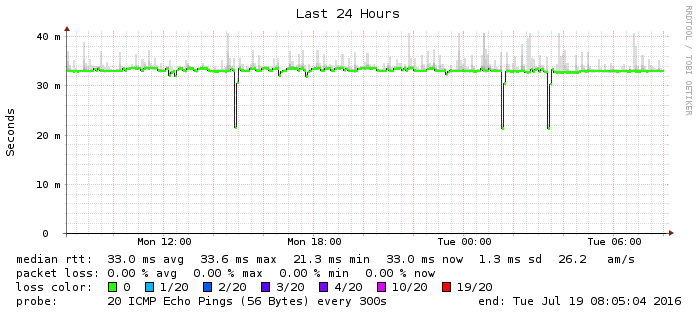 Last 24 Hours
RRDTOOL / TOBI OETIKER
Seconds
40 m
30 m
20 m
10 m
0
Mon 12:00 Mon 18:00 Tue 00:00 Tue 06:00
median rtt: 33.0 ms avg 33.6 ms max 21.3 ms min 33.0 ms now 1.3 ms sd 26.2 am/s
packet loss: 0.00 % avg 0.00 % max 0.00 % min 0.00 % now
loss color: 0 1/20 2/20 3/20 4/20 10/20 19/20
probe: 20 ICMP Echo Pings (56 Bytes) every 300s end: Tue Jul 19 08:05:04 2016